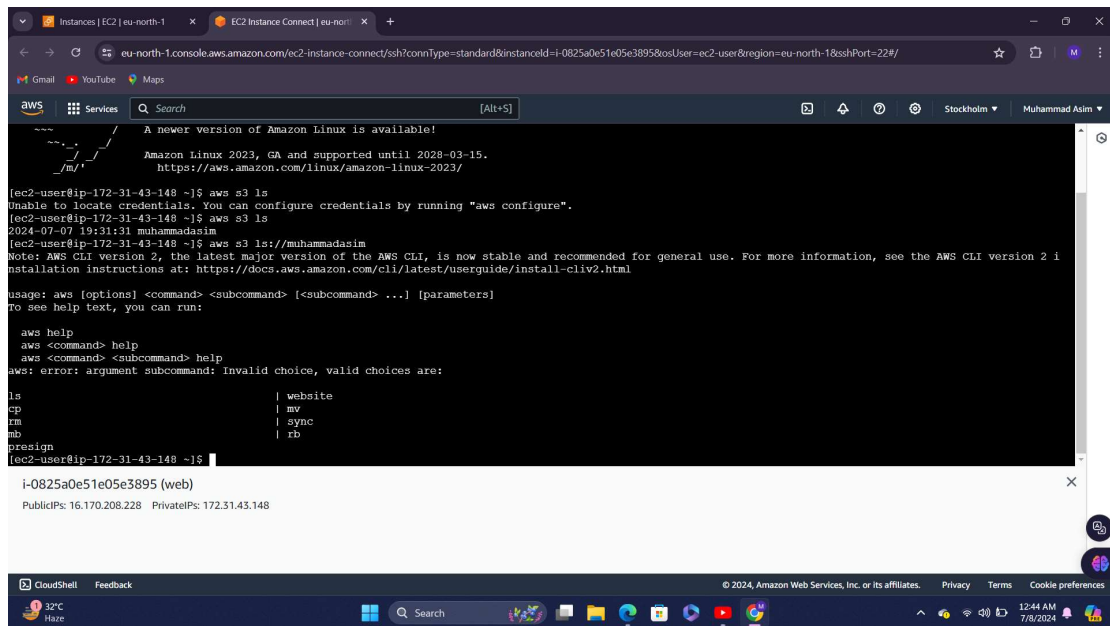 Instances | EC2 | eu-north-1
EC2 Instance Connect | eu-nort
eu-north-1.console.aws.amazon.com/ec2-instance-connect/ssh?connType=standard&instanceId=i-0825a0e51e05e3895&osUser=ec2-user&region=eu-north-1&sshPort=22#/
M
Gmail YouTube Maps
aws Services Search [Alt+S] Stockholm ▼ Muhammad Asim ▼
~~~ / A newer version of Amazon Linux is available!
~~._. _/
_/ _/ Amazon Linux 2023, GA and supported until 2028-03-15.
_/m/' https://aws.amazon.com/linux/amazon-linux-2023/
[ec2-user@ip-172-31-43-148 ~]$ aws s3 ls
Unable to locate credentials. You can configure credentials by running "aws configure".
[ec2-user@ip-172-31-43-148 ~]$ aws s3 ls
2024-07-07 19:31:31 muhammadasim
[ec2-user@ip-172-31-43-148 ~]$ aws s3 ls://muhammadasim
Note: AWS CLI version 2, the latest major version of the AWS CLI, is now stable and recommended for general use. For more information, see the AWS CLI version 2 i
nstallation instructions at: https://docs.aws.amazon.com/cli/latest/userguide/install-cliv2.html
usage: aws [options] <command> <subcommand> [<subcommand> ...] [parameters]
To see help text, you can run:
aws help
aws <command> help
aws <command> <subcommand> help
aws: error: argument subcommand: Invalid choice, valid choices are:
ls | website
cp | mv
rm | sync
mb | rb
presign
[ec2-user@ip-172-31-43-148 ~]$
i-0825a0e51e05e3895 (web)
PublicIPs: 16.170.208.228 PrivateIPs: 172.31.43.148
CloudShell Feedback © 2024, Amazon Web Services, Inc. or its affiliates. Privacy Terms Cookie preferences
1 32°C
Haze
Search
12:44 AM
7/8/2024